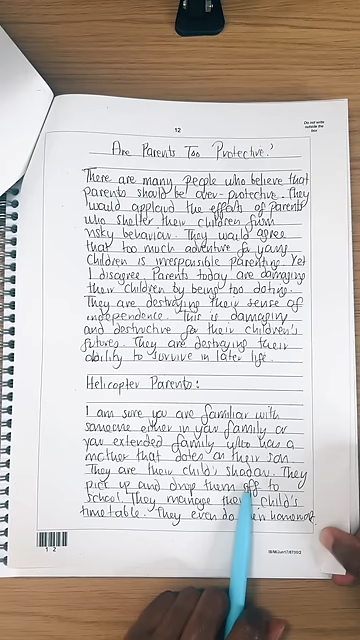 Do not write
outside the
box
12
Are Parents Too 'Protective?'
There are many people who believe that
parents should be over-protective. They
would applaud the efforts of parents
who shelter their children from
risky behaviour. They would agree
that too much adventure for young
children is irresponsible parenting. Yet
I disagree. Parents today are damaging
their children by being too doting.
They are destroying their sense of
independence. This is damaging
and destructive for their children's
futures. They are destroying their
ability to survive in later life.
Helicopter Parents:
I am sure you are familiar with
someone either in your family or
your extended family who has a
mother that dotes on their son.
They are their child's shadow. They
pick up and drop them off to
school. They manage their child's
timetable. They even do their homework.
1 2